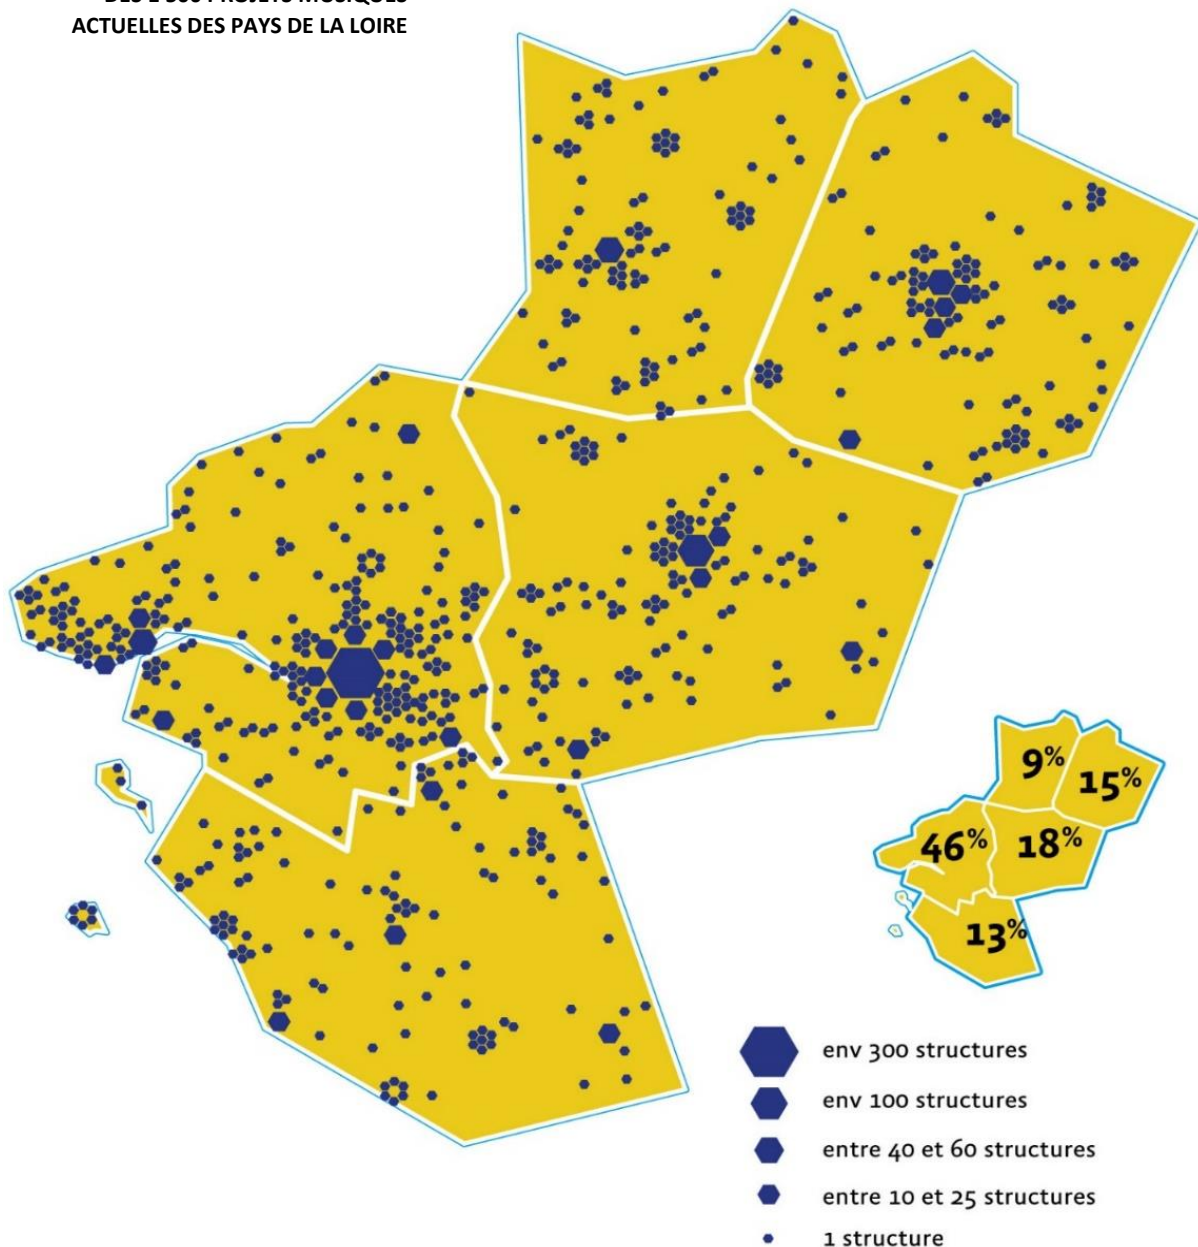 ACTUELLES DES PAYS DE LA LOIRE
9%
15%
46%
18%
13%
env 300 structures
env 100 structures
entre 40 et 60 structures
entre 10 et 25 structures
1 structure